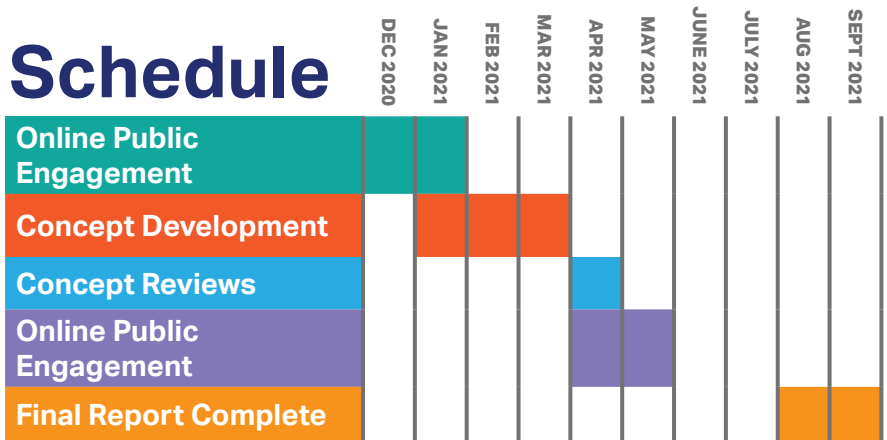 Schedule
DEC 2020
JAN 2021
FEB 2021
MAR 2021
APR 2021
MAY 2021
JUNE 2021
JULY 2021
AUG 2021
SEPT 2021
Online Public
Engagement
Concept Development
Concept Reviews
Online Public
Engagement
Final Report Complete